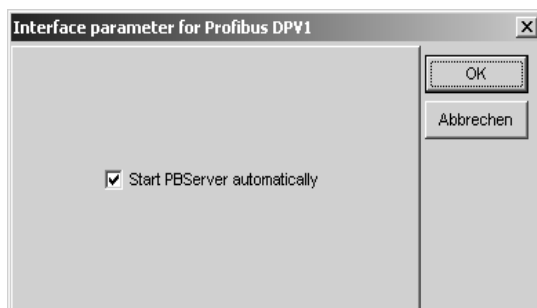 Interface parameter for Profibus DPV1
OK
Abbrechen
Start PBServer automatically